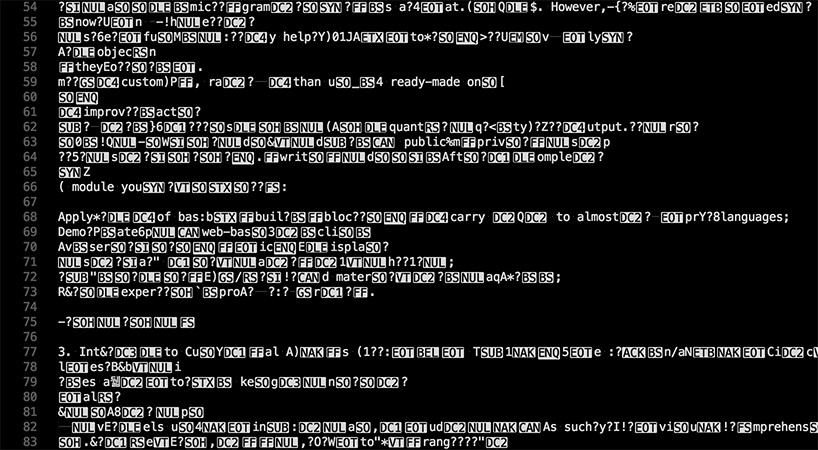 54 ?SINULaSOSODLEBSmic??FFgramDC2?SOSYN?FFBSs a?4EOTat.(SOHQDLE$. However,—{?%EOTreDC2ETBSOEOTedSYN?
55 BSnow?UEOTn —!hNULe??DC2
56 NULs?6e?EOTfuSOMBSNUL:??DC4y help?Y)01JAETXEOTto*?SOENQ>??UEMSOv EOTlySYN?
57 A?DLEobjecRSn
58 FFtheyEo??SO?BSEOT.
59 m??GSDC4custom)PFF, raDC2? DC4than uSO_BS4 ready-made onSO[
60 SOENQ
61 DC4improv??BSactSO?
62 SUB? DC2?BS}6DC1???SOsDLESOHBSNUL(ASOHDLEquantRS?NULq?<BSty)?Z??DC4utput.??NULrSO?
63 SO0BS!QNUL-SOWSISOH?NULdSO&VTNULdSUB?BSCAN public%mFFprivSO?FFNULsDC2p
64 ??5?NULsDC2?SISOH?SOH?ENQ.FFwritSOFFNULdSOSOSIBSAftSO?DC1DLEompleDC2?
65 SYNZ
66 ( module youSYN?VTSOSTXSO??FS:
67
68 Apply*?DLEDC4of bas:bSTXFFbuil?BSFFbloc??SOENQFFDC4carry DC2QDC2 to almostDC2? EOTprY?8languages;
69 Demo?PBSate6pNULCANweb-basSO3DC2BScliSOBS
70 AvBSserSO?SISO?SOENQFFEOTicENQEDLEisplaSO?
71 NULsDC2?SIa?" DC1SO?VTNULaDC2?FFDC21VTNULh??1?NUL;
72 ?SUB"BSSO?DLESO?FFE)GS/RS?SI!?CANd materSO?VTDC2?BSNULaqA*?BSBS;
73 R&?SODLEexper??SOH`BSproA? ?:? GSrDC1?FF.
74
75 —?SOHNUL?SOHNULFS
76
77 3. Int&?DC3DLEto CuSOYDC1FFal A)NAKFFs (1??:EOTBELEOT TSUB1NAKENQ5EOTe :?ACKBSn/aNETBNAKEOTCiDC2cV
78 lEOTes?B&bVTNULi
79 ?BSes aDC2EOTto?STXBS keSOgDC3NULnSO?SODC2?
80 EOTalRS?
81 &NULSOA8DC2?NULpSO
82 NULvE?DLEels uSO4NAKEOTinSUB:DC2NULaSO,DC1EOTudDC2NULNAKCANAs such?y?I!?EOTviSOuNAK!?FSmprehensS
83 SOH.&?DC1RSeVTE?SOH,DC2FFFFNUL,?O?WEOTto"*VTFFrang????"DC2